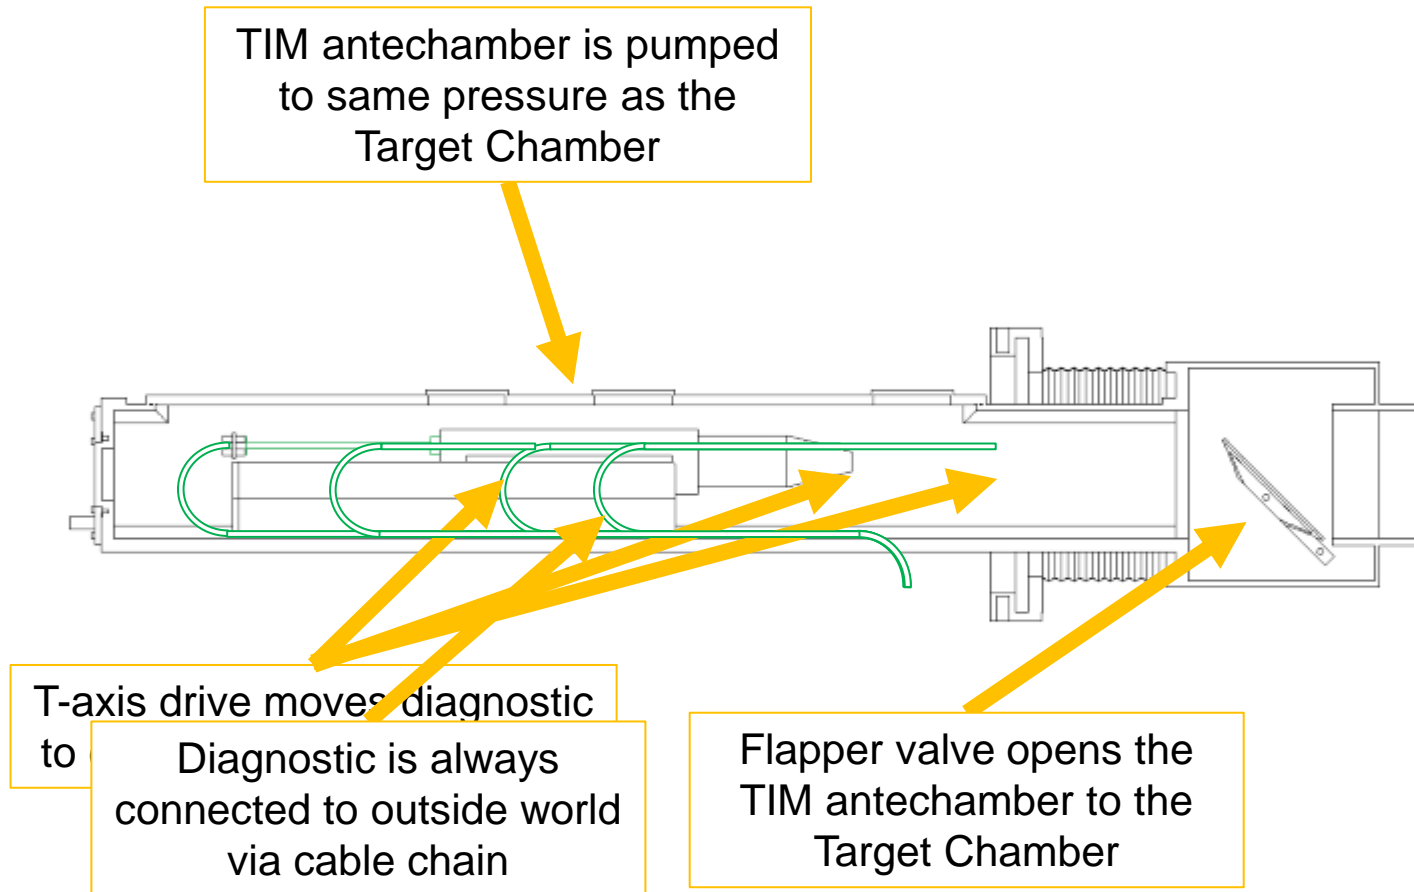 TIM antechamber is pumped
to same pressure as the
Target Chamber
T-axis drive moves diagnostic
to
Diagnostic is always
connected to outside world
via cable chain
Flapper valve opens the
TIM antechamber to the
Target Chamber